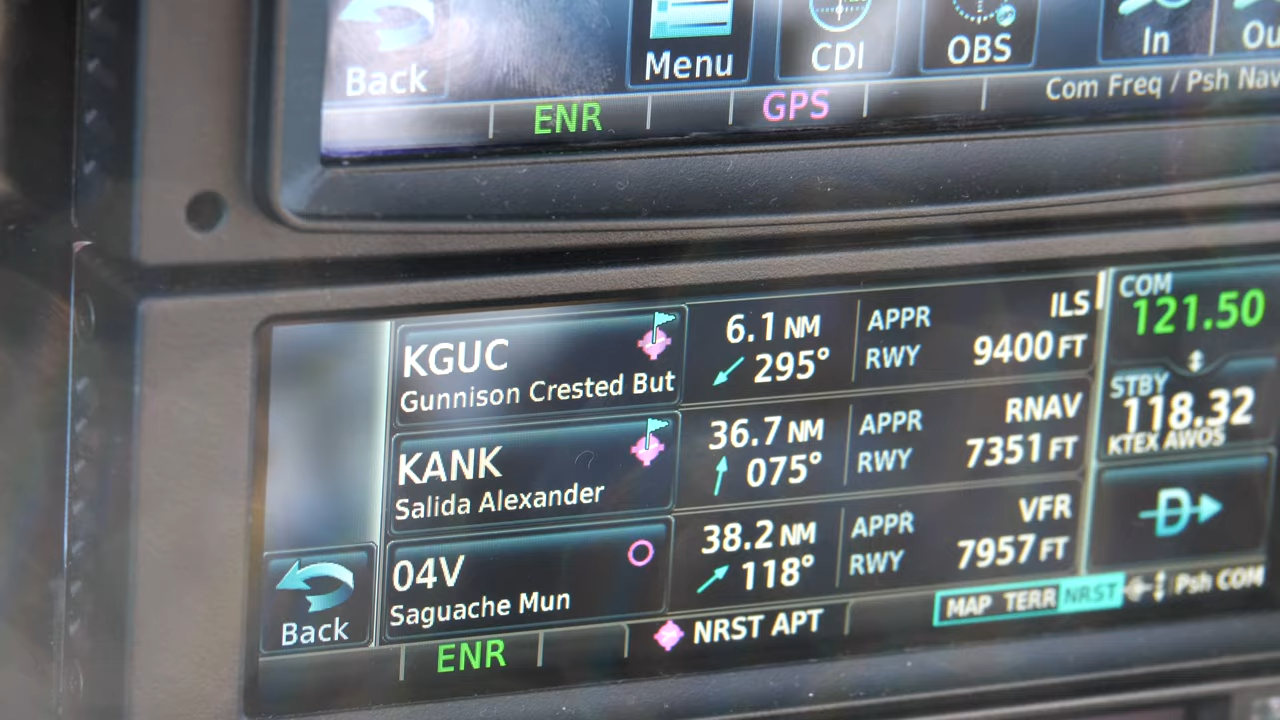 Back Menu CDI OBS In
ENR GPS Com Freq / Psh Nav
KGUC
Gunnison Crested But
6.1 NM
295°
APPR ILS
RWY 9400 FT
COM
121.50
KANK
Salida Alexander
36.7 NM
075°
APPR RNAV
RWY 7351 FT
STBY
118.32
KTEX AWOS
04V
Saguache Mun
38.2 NM
118°
APPR VFR
RWY 7957 FT
D
Back
ENR NRST APT MAP TERR NRST Psh COM